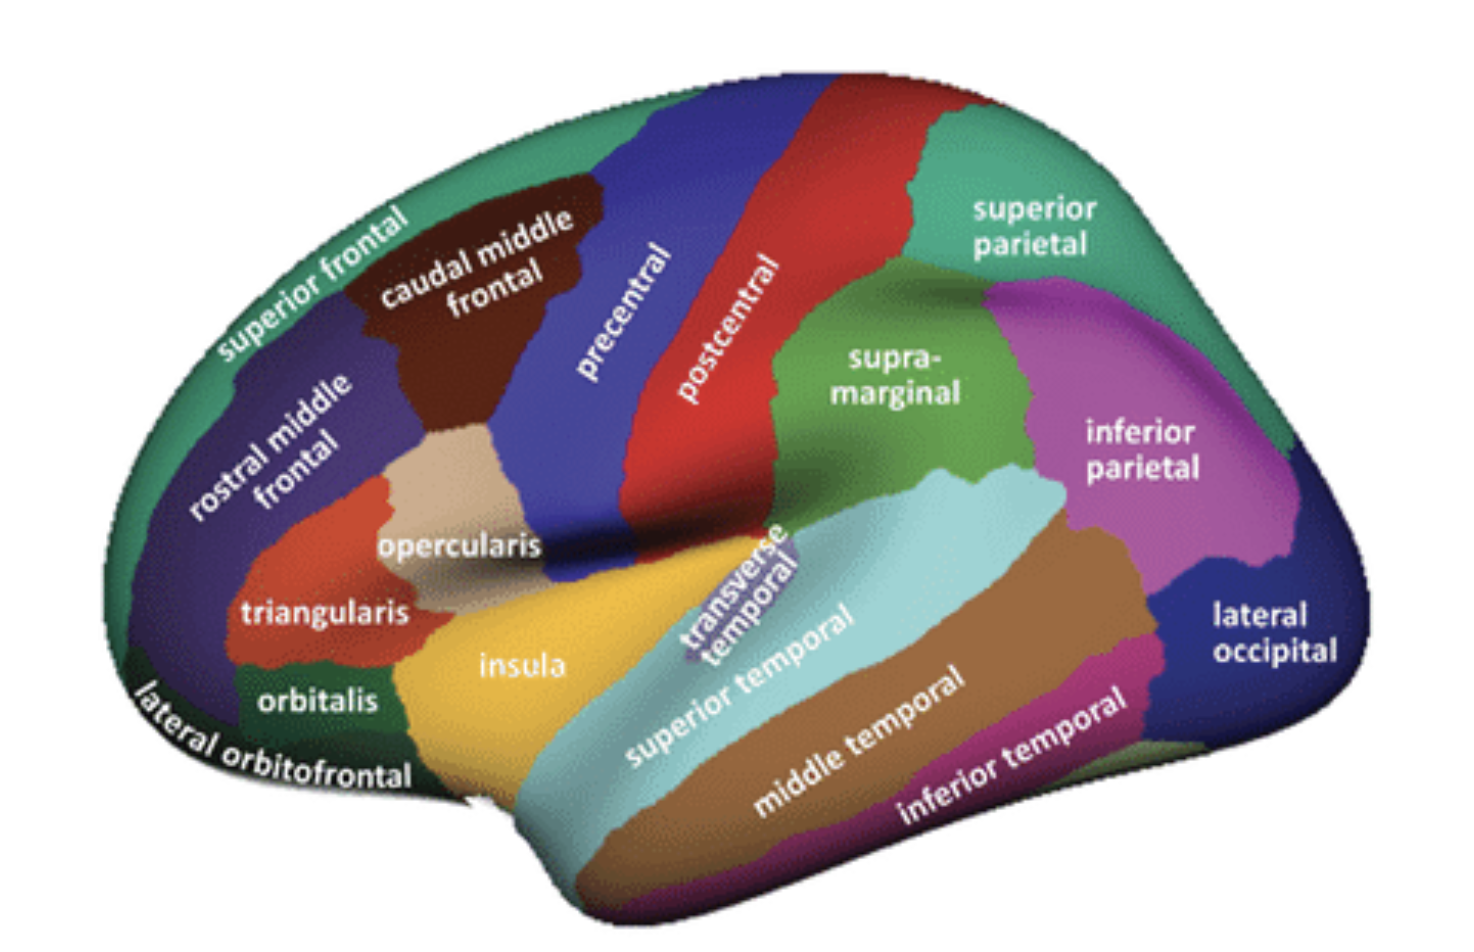 superior frontal
caudal middle
frontal
precentral
postcentral
superior
parietal
supra-
marginal
inferior
parietal
rostral middle
frontal
opercularis
triangularis
transverse
temporal
insula
orbitalis
lateral orbitofrontal
superior temporal
middle temporal
inferior temporal
lateral
occipital